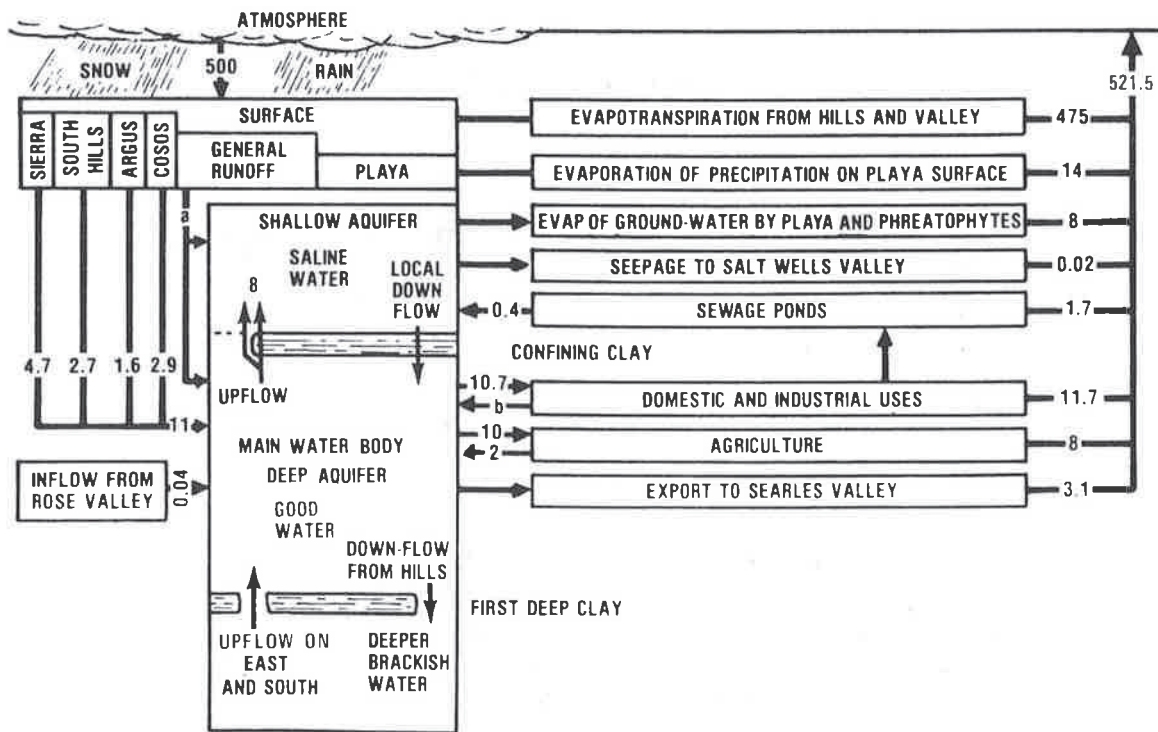 ATMOSPHERE
SNOW
500
RAIN
521.5
SURFACE
SIERRA
SOUTH
HILLS
ARGUS
COSOS
GENERAL
RUNOFF
PLAYA
EVAPOTRANSPIRATION FROM HILLS AND VALLEY
475
EVAPORATION OF PRECIPITATION ON PLAYA SURFACE
14
a
SHALLOW AQUIFER
EVAP OF GROUND-WATER BY PLAYA AND PHREATOPHYTES
8
SALINE
WATER
LOCAL
DOWN
FLOW
SEEPAGE TO SALT WELLS VALLEY
0.02
8
0.4
SEWAGE PONDS
1.7
CONFINING CLAY
4.7
2.7
1.6
2.9
UPFLOW
10.7
b
DOMESTIC AND INDUSTRIAL USES
11.7
11
MAIN WATER BODY
10
2
AGRICULTURE
8
INFLOW FROM
ROSE VALLEY
0.04
DEEP AQUIFER
EXPORT TO SEARLES VALLEY
3.1
GOOD
WATER
DOWN-FLOW
FROM HILLS
FIRST DEEP CLAY
UPFLOW ON
EAST
AND SOUTH
DEEPER
BRACKISH
WATER